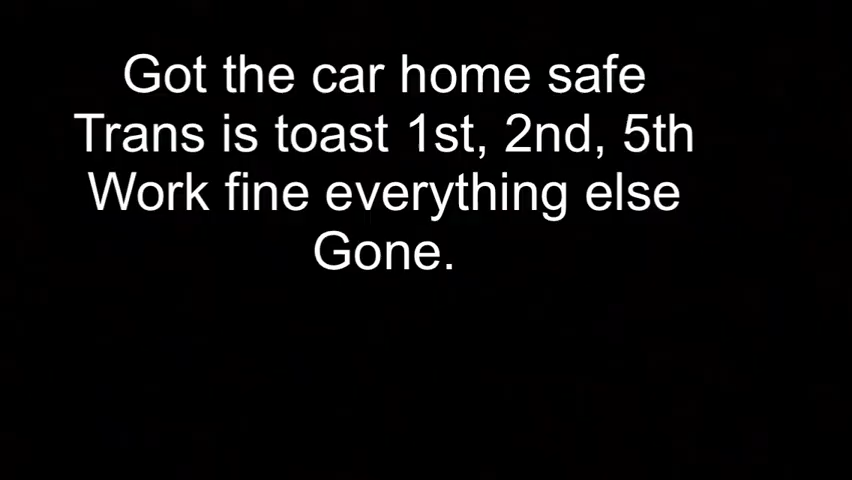 Got the car home safe
Trans is toast 1st, 2nd, 5th
Work fine everything else
Gone.